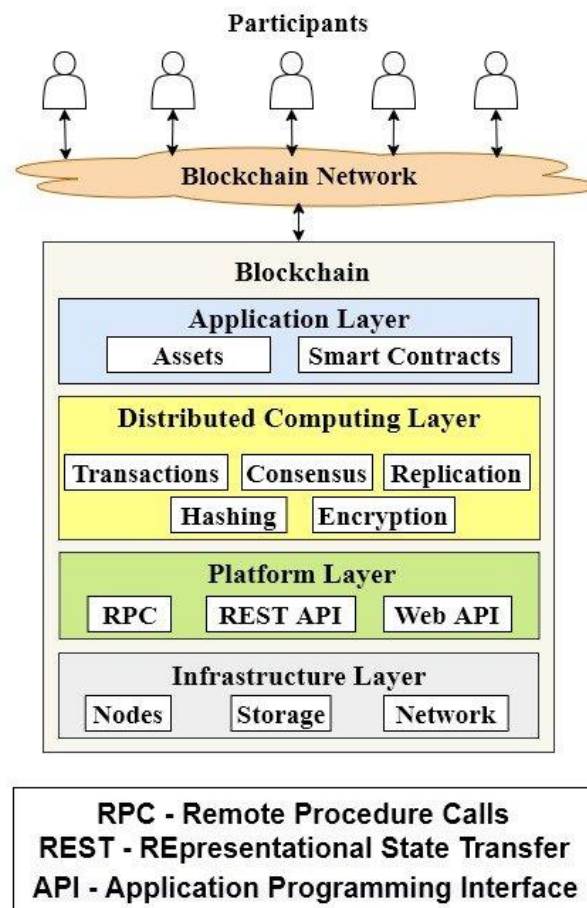 Participants
Blockchain Network
Blockchain
Application Layer
Assets Smart Contracts
Distributed Computing Layer
Transactions Consensus Replication
Hashing Encryption
Platform Layer
RPC REST API Web API
Infrastructure Layer
Nodes Storage Network
RPC - Remote Procedure Calls
REST - REpresentational State Transfer
API - Application Programming Interface